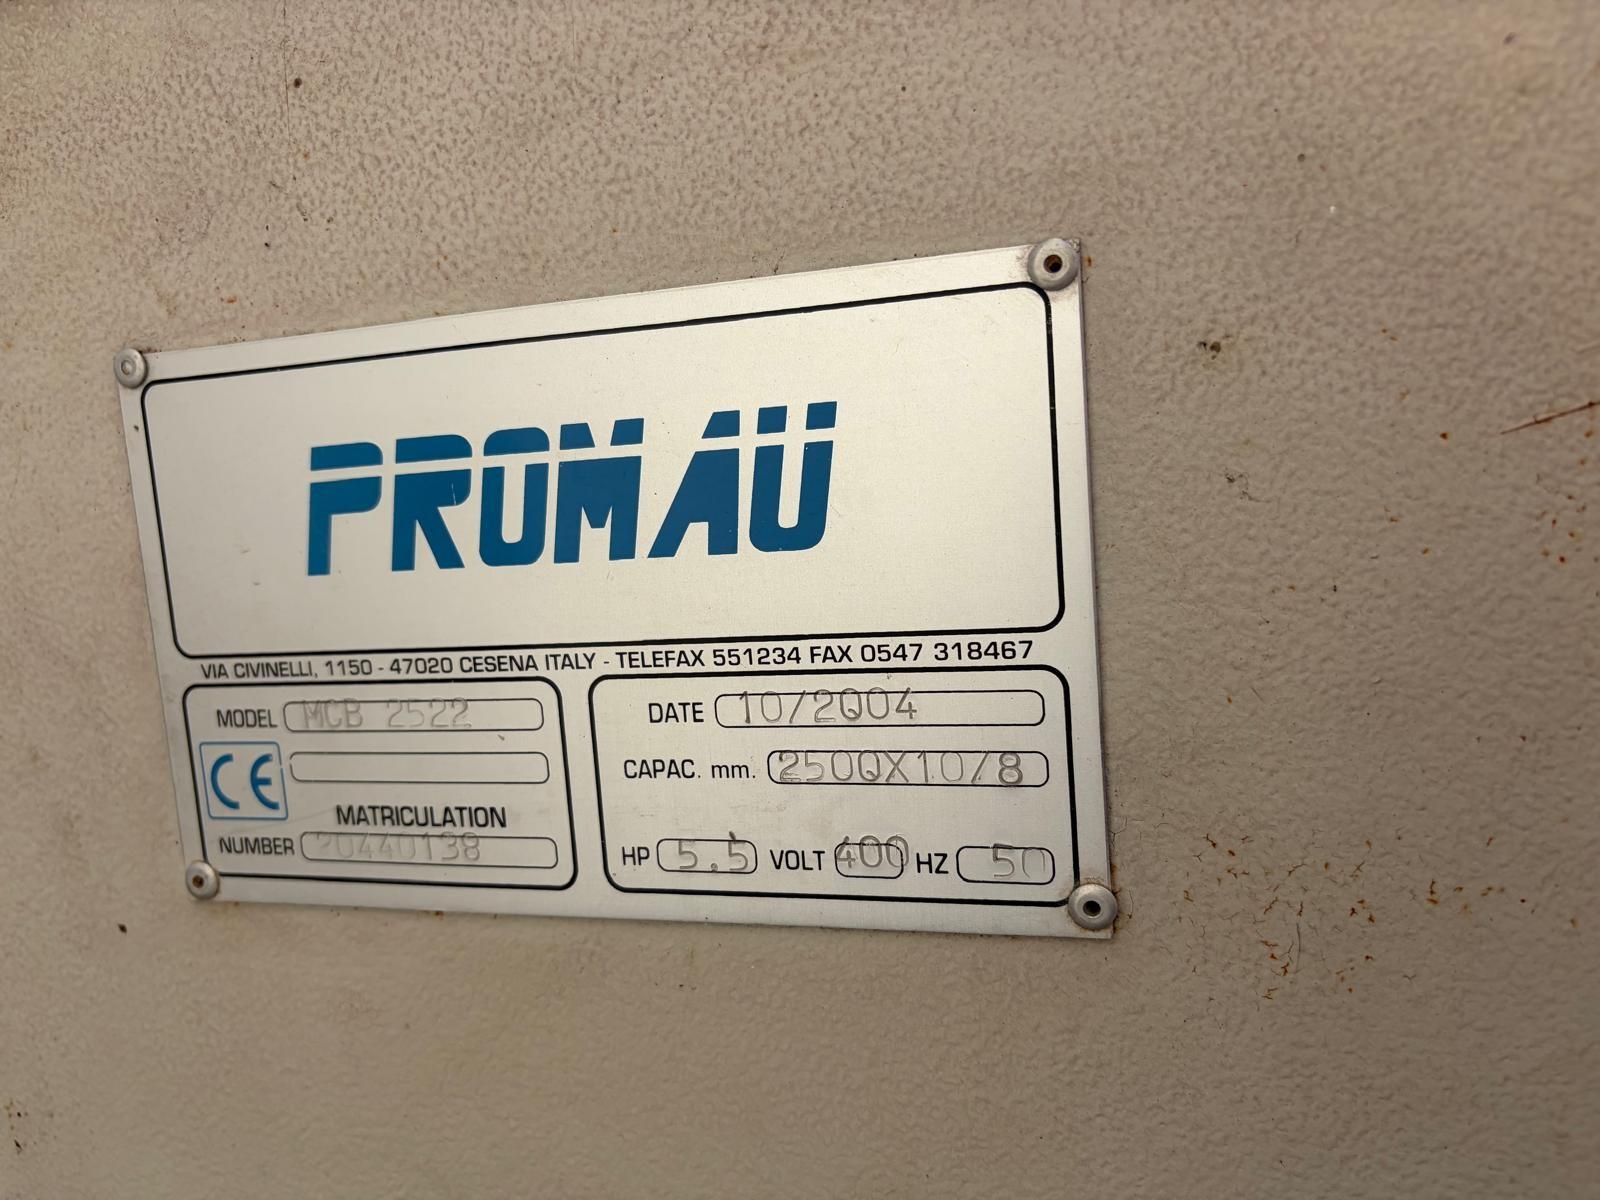 PROMAU
VIA CIVINELLI, 1150 - 47020 CESENA ITALY - TELEFAX 551234 FAX 0547 318467
MODEL MCB 2522
CE
MATRICULATION
NUMBER 20440138
DATE 10/2004
CAPAC. mm. 2500X10/8
HP 5.5 VOLT 400 HZ 50